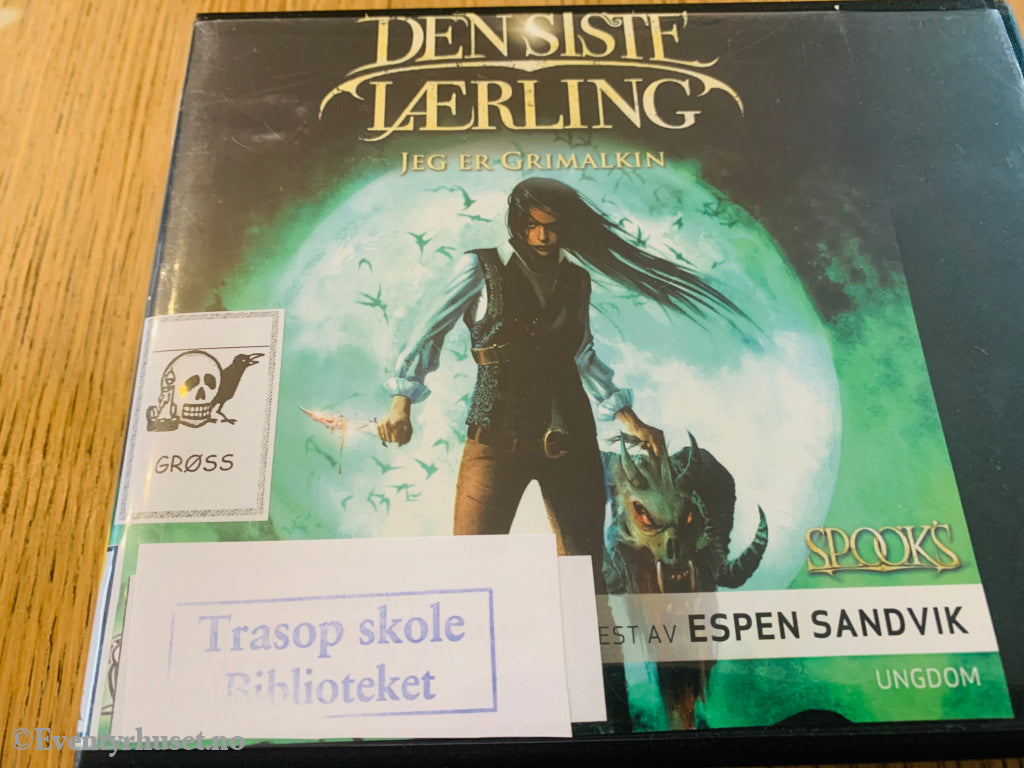 DEN SISTE
LÆRLING
JEG ER GRIMALKIN
GRØSS
SPOOK'S
EST AV ESPEN SANDVIK
UNGDOM
Trasop skole
Biblioteket
©Eventyrhuset.no